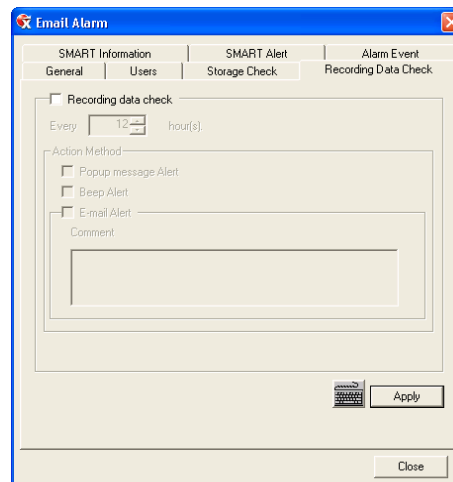 Email Alarm
SMART Information SMART Alert Alarm Event
General Users Storage Check Recording Data Check
Recording data check
Every 12 hour(s).
Action Method
Popup message Alert
Beep Alert
E-mail Alert
Comment
Apply
Close